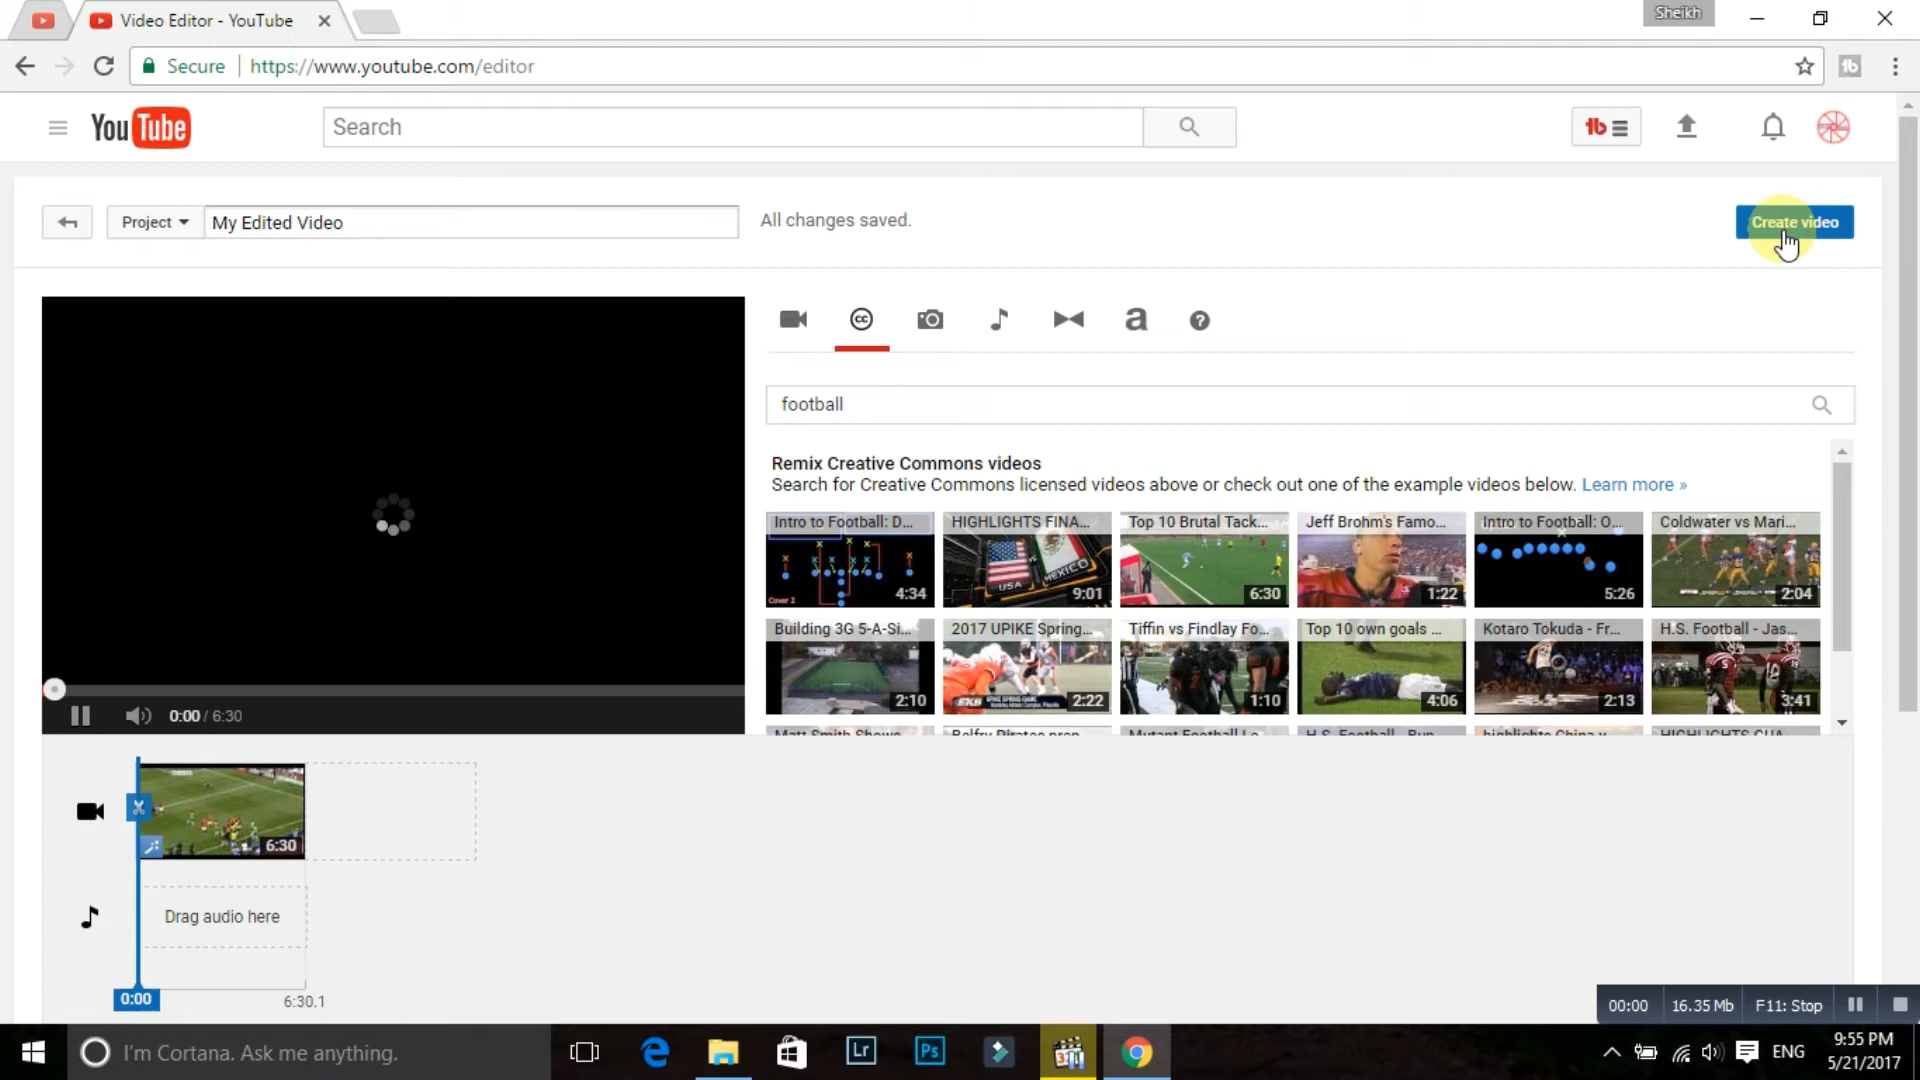 Video Editor - YouTube
Sheikh
Secure
https://www.youtube.com/editor
YouTube
Search
Project
My Edited Video
All changes saved.
Create video
football
Remix Creative Commons videos
Search for Creative Commons licensed videos above or check out one of the example videos below. Learn more »
Intro to Football: D...
HIGHLIGHTS FINA...
Top 10 Brutal Tack...
Jeff Brohm's Famo...
Intro to Football: O...
Coldwater vs Mari...
Cover 2
USA
MEXICO
4:34
9:01
6:30
1:22
5:26
2:04
Building 3G 5-A-Si...
2017 UPIKE Spring...
Tiffin vs Findlay Fo...
Top 10 own goals ...
Kotaro Tokuda - Fr...
H.S. Football - Jas...
2:10
2:22
1:10
4:06
2:13
3:41
0:00 / 6:30
6:30
Drag audio here
0:00
6:30.1
00:00
16.35 Mb
F11: Stop
I'm Cortana. Ask me anything.
Lr
Ps
ENG
9:55 PM
5/21/2017